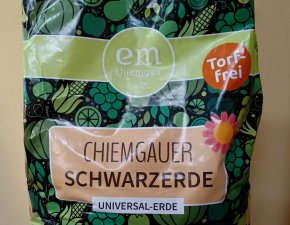 em
chiemgau
Torf-
frei
CHIEMGAUER
SCHWARZERDE
UNIVERSAL-ERDE